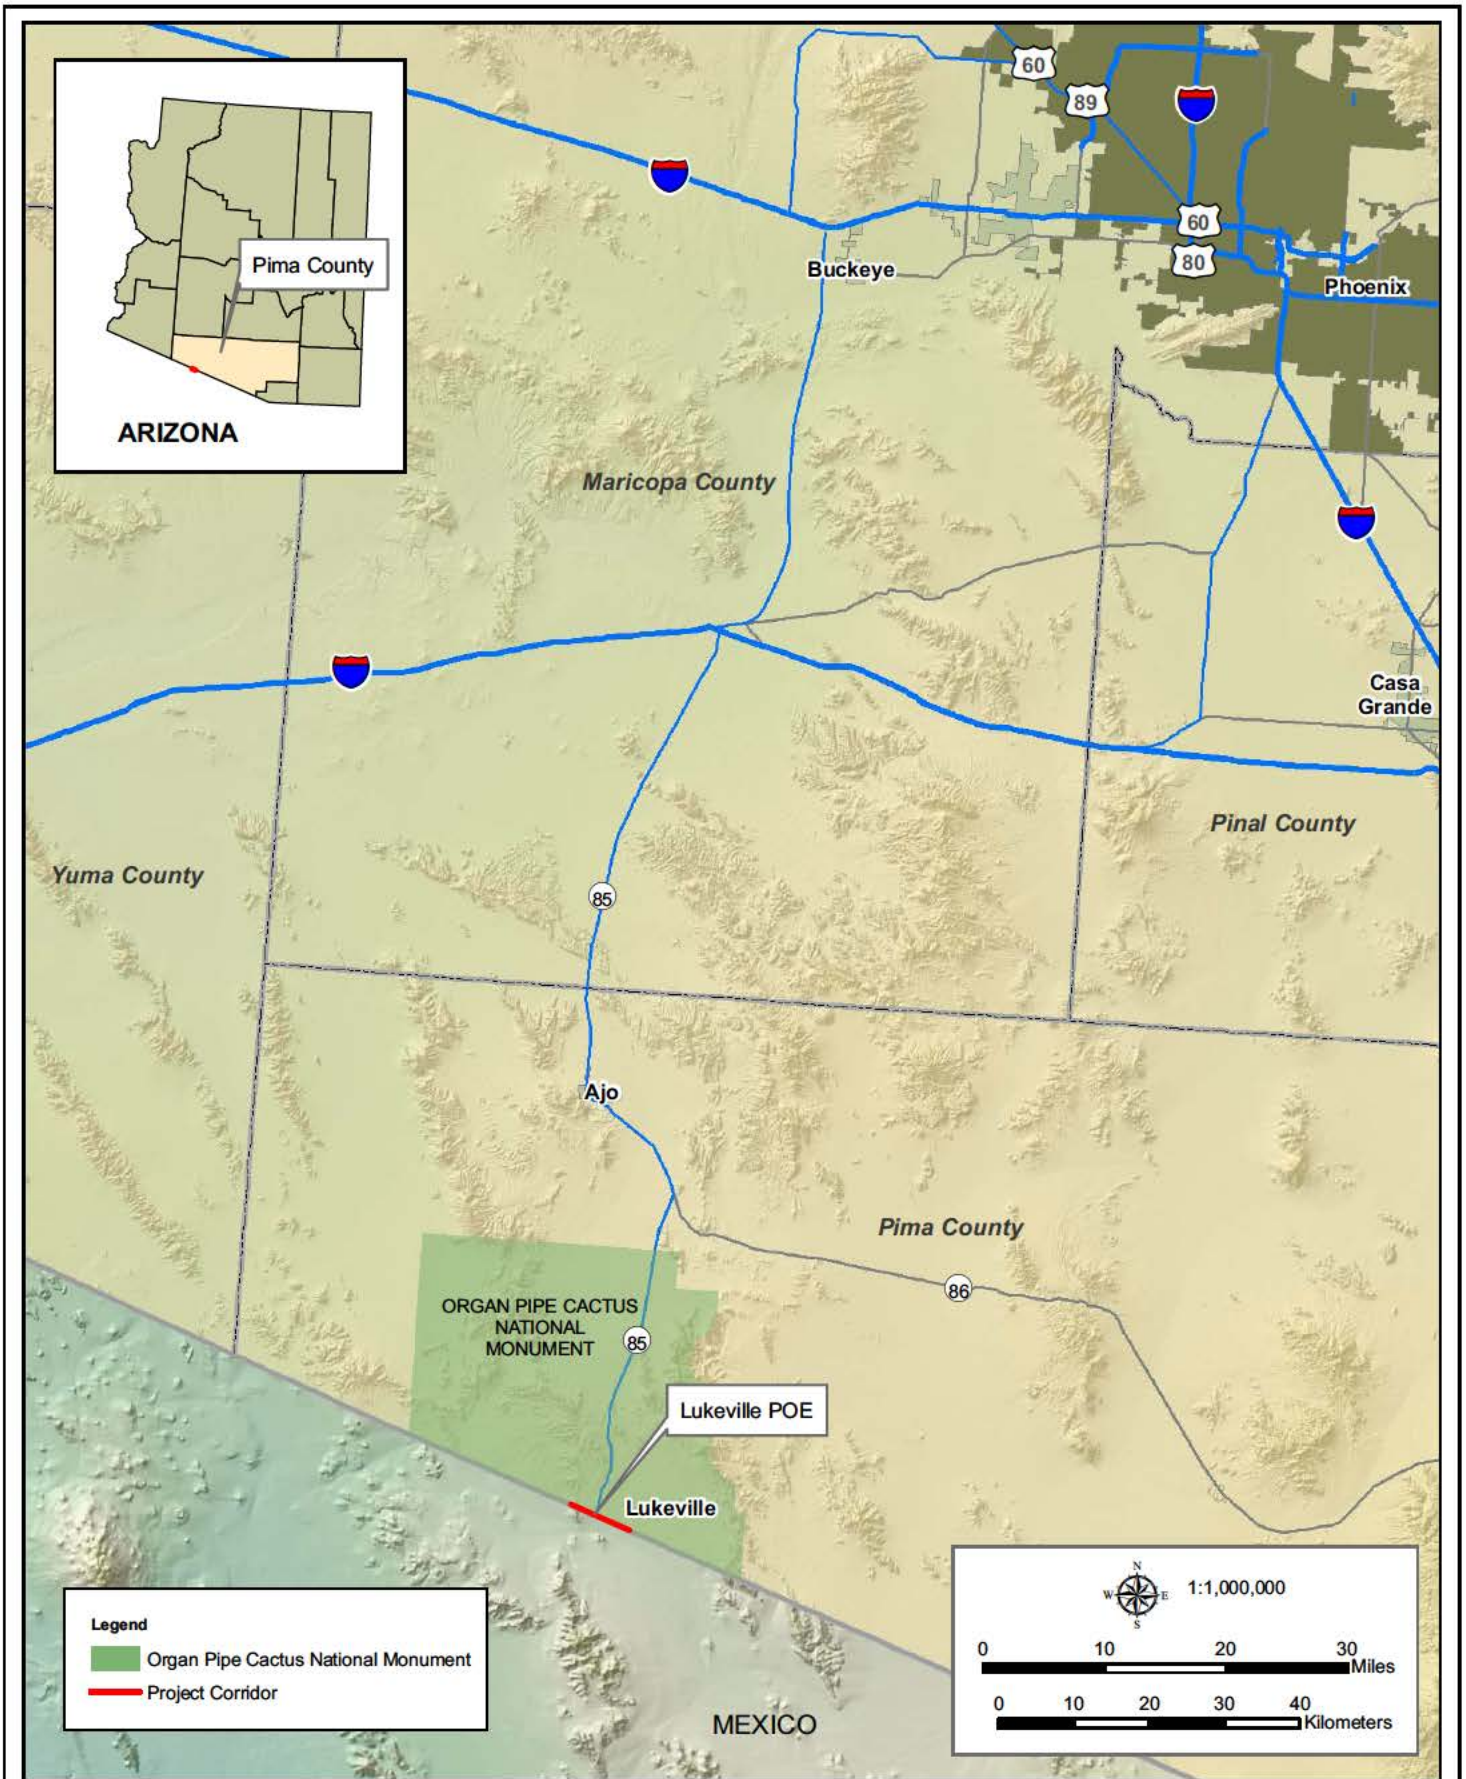 60
89
60
80
Buckeye
Phoenix
Pima County
ARIZONA
Maricopa County
Casa
Grande
Pinal County
Yuma County
85
Ajo
Pima County
86
ORGAN PIPE CACTUS
NATIONAL
MONUMENT
85
Lukeville POE
Lukeville
MEXICO
Legend
Organ Pipe Cactus National Monument
Project Corridor
N
W E
S
1:1,000,000
0 10 20 30
Miles
0 10 20 30 40
Kilometers